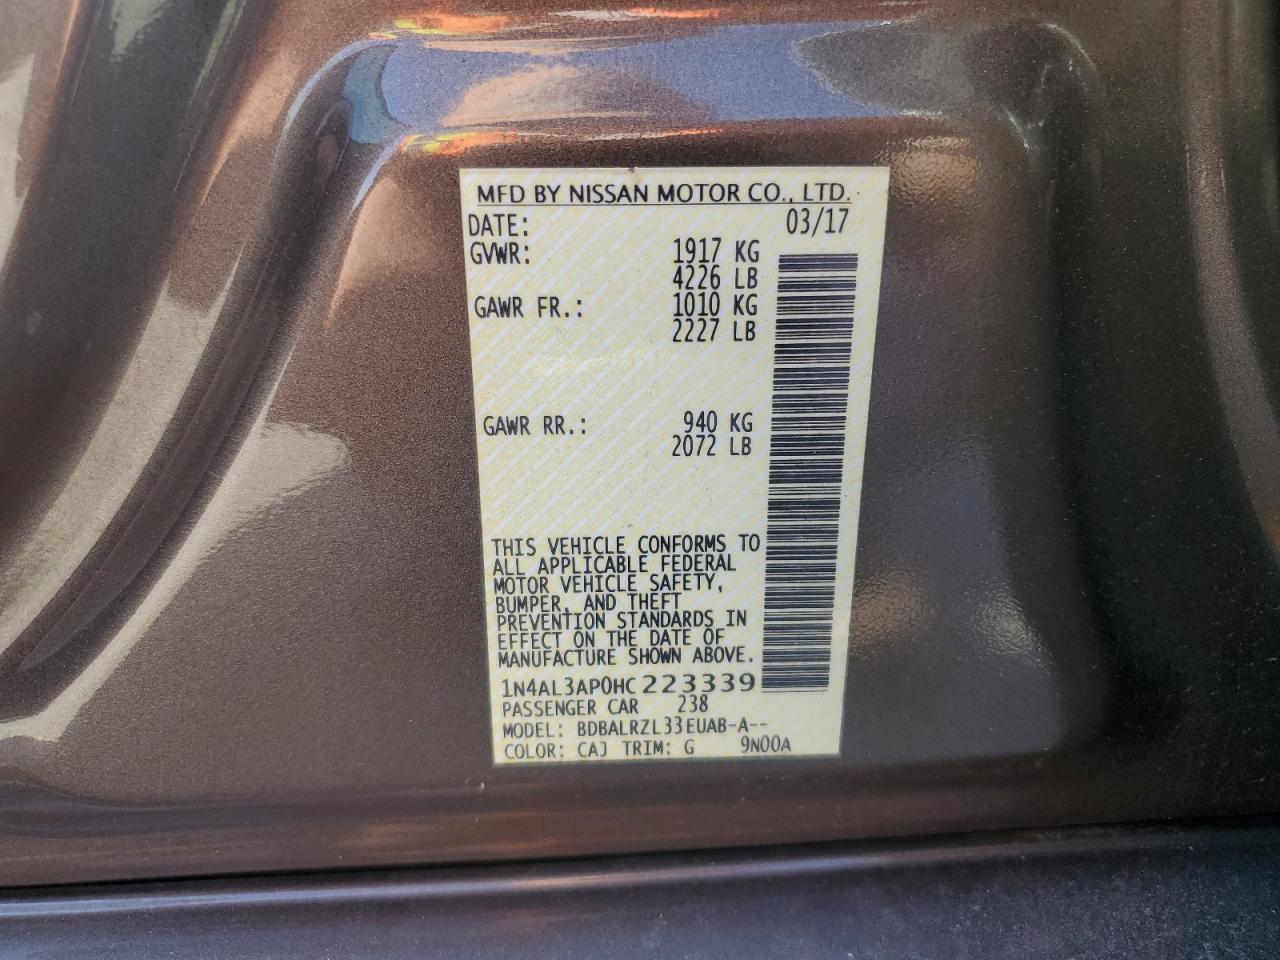 MFD BY NISSAN MOTOR CO., LTD.
DATE: 03/17
GVWR: 1917 KG
4226 LB
GAWR FR.: 1010 KG
2227 LB
GAWR RR.: 940 KG
2072 LB
THIS VEHICLE CONFORMS TO
ALL APPLICABLE FEDERAL
MOTOR VEHICLE SAFETY,
BUMPER, AND THEFT
PREVENTION STANDARDS IN
EFFECT ON THE DATE OF
MANUFACTURE SHOWN ABOVE.
1N4AL3AP0HC223339
PASSENGER CAR 238
MODEL: BDBALRZL33EUAB-A--
COLOR: CAJ TRIM: G 9N00A